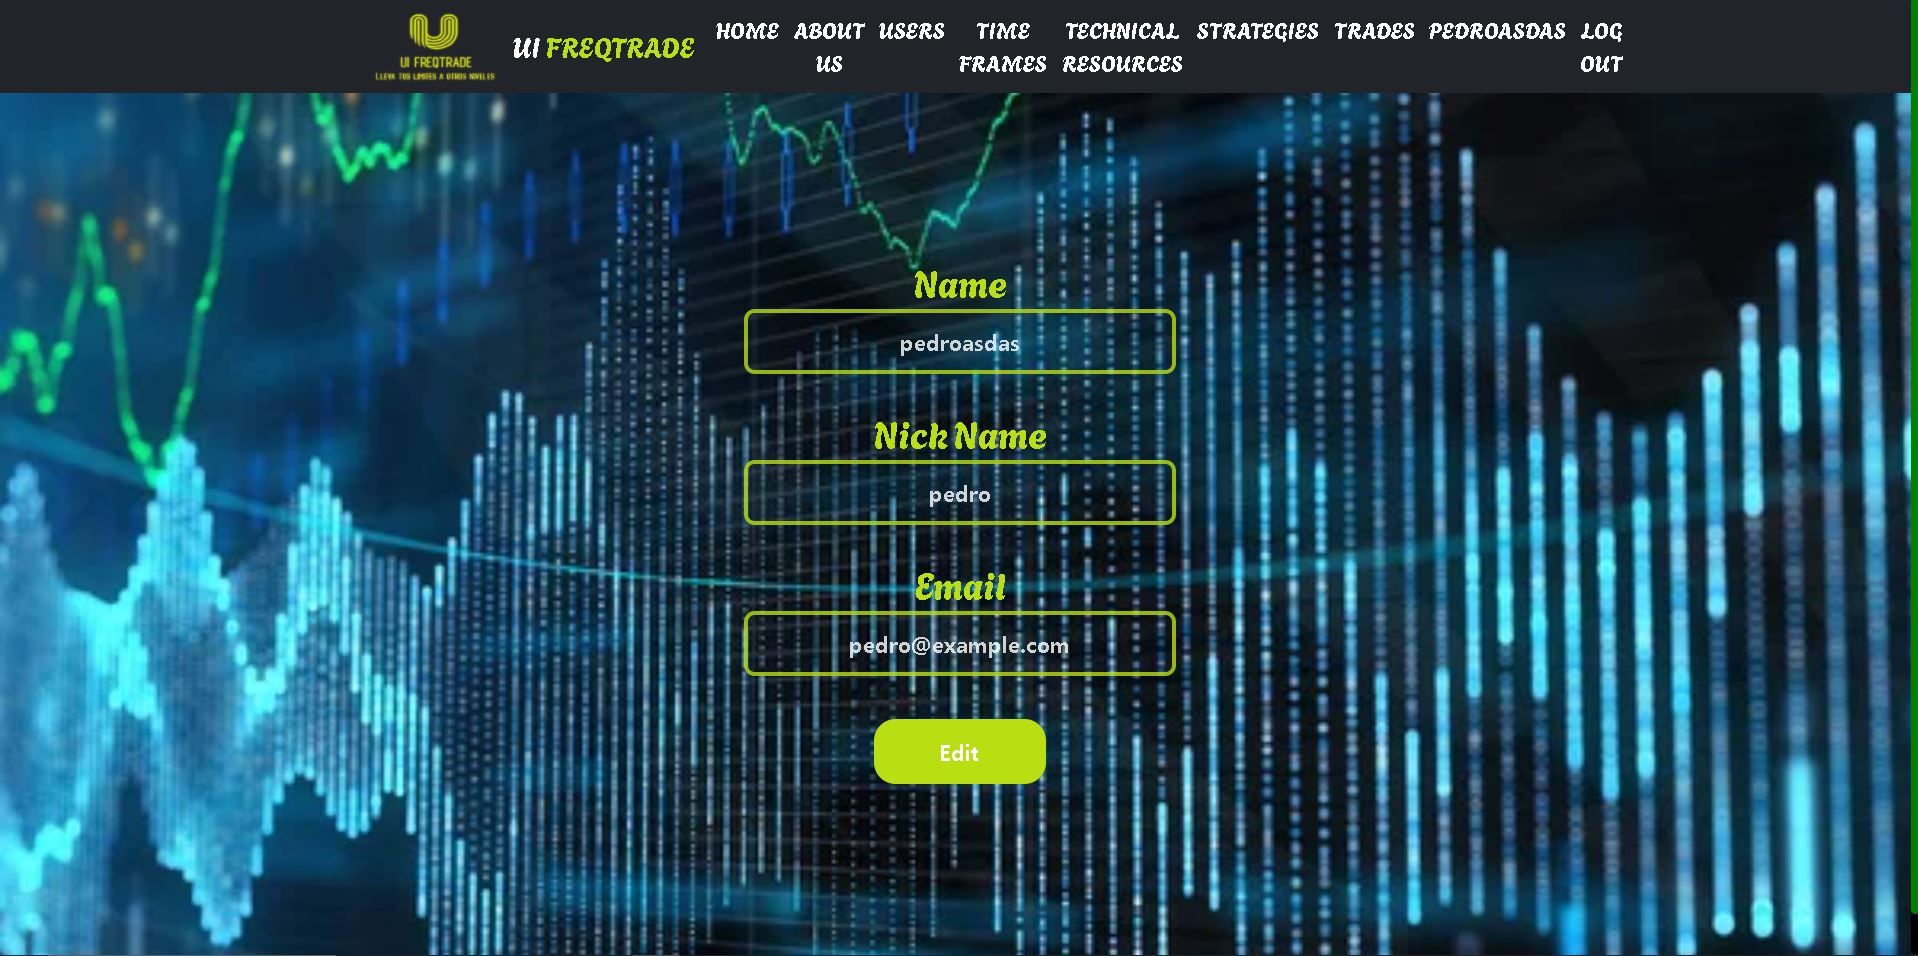 UI FREQTRADE
LLEVA TUS LIMITES A OTROS NIVELES
UI FREQTRADE
HOME
ABOUT
US
USERS
TIME
FRAMES
TECHNICAL
RESOURCES
STRATEGIES
TRADES
PEDROASDAS
LOG
OUT
Name
pedroasdas
Nick Name
pedro
Email
pedro@example.com
Edit